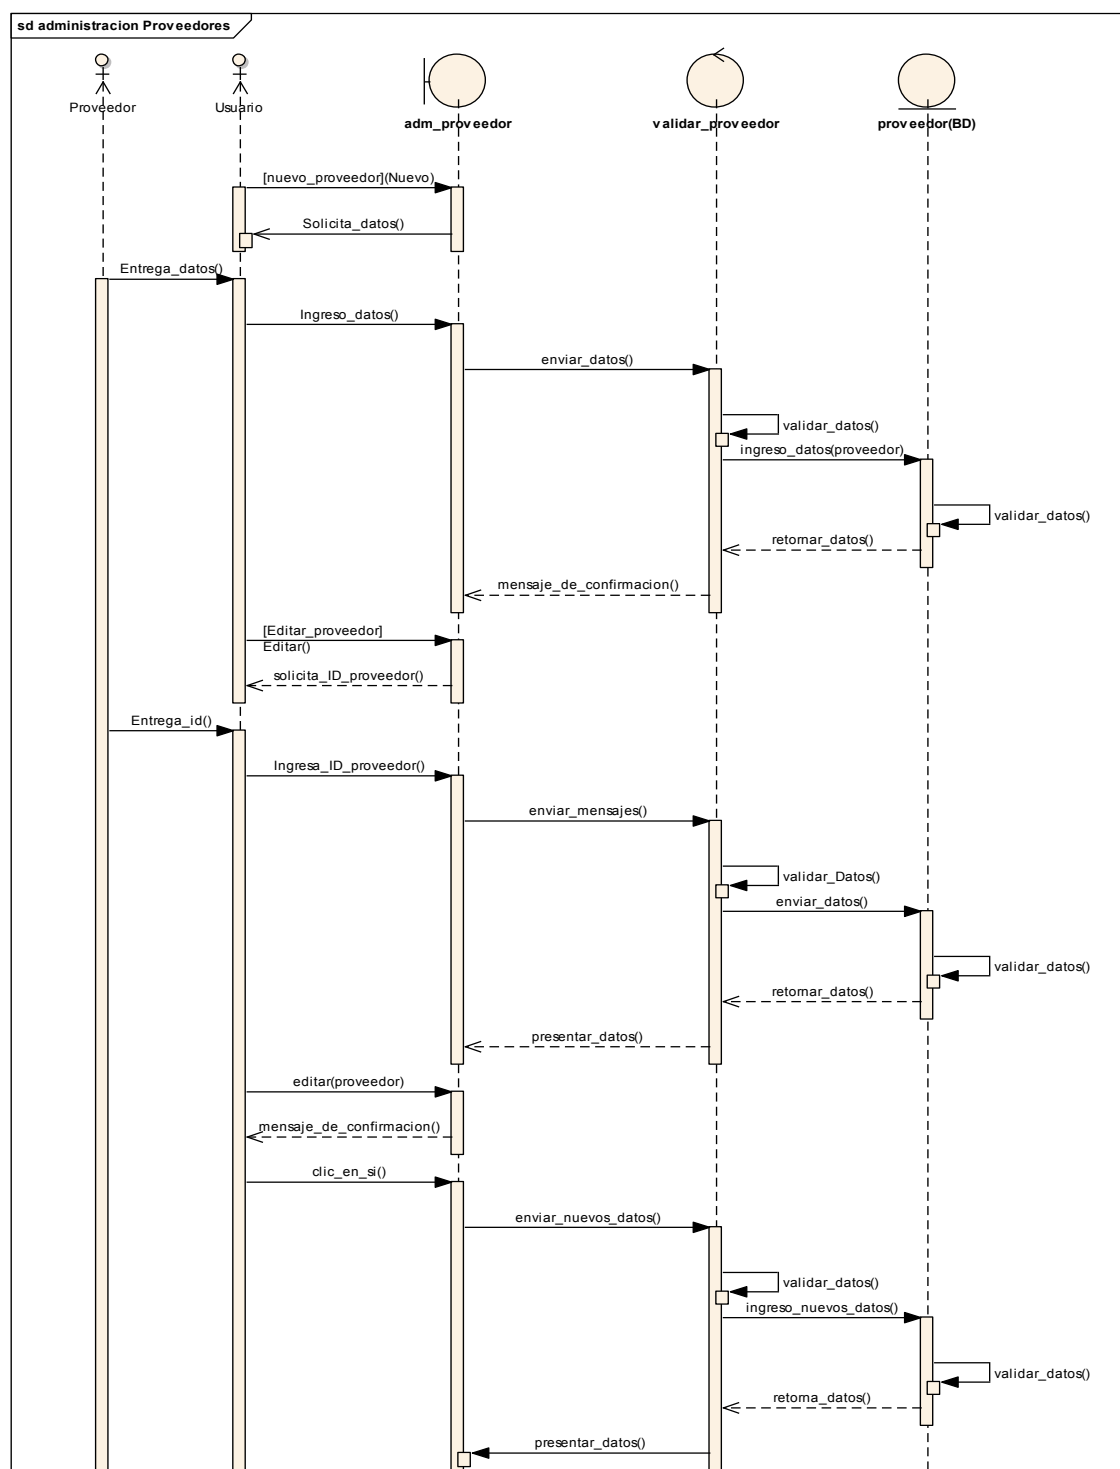 sd administracion Proveedores
Proveedor
Usuario
adm_proveedor
validar_proveedor
proveedor(BD)
[nuevo_proveedor](Nuevo)
Solicita_datos()
Entrega_datos()
Ingreso_datos()
enviar_datos()
validar_datos()
ingreso_datos(proveedor)
validar_datos()
retornar_datos()
mensaje_de_confirmacion()
[Editar_proveedor]
Editar()
solicita_ID_proveedor()
Entrega_id()
Ingresa_ID_proveedor()
enviar_mensajes()
validar_Datos()
enviar_datos()
validar_datos()
retornar_datos()
presentar_datos()
editar(proveedor)
mensaje_de_confirmacion()
clic_en_si()
enviar_nuevos_datos()
validar_datos()
ingreso_nuevos_datos()
validar_datos()
retorna_datos()
presentar_datos()